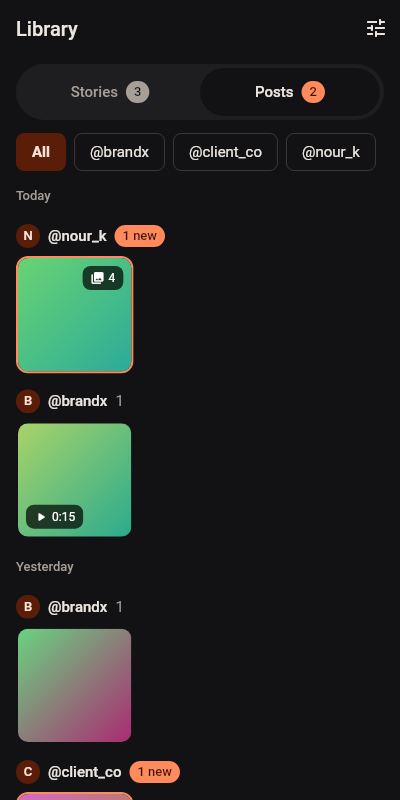 Library
Stories 3 Posts 2
All @brandx @client_co @nour_k
Today
N @nour_k 1 new
4
B @brandx 1
0:15
Yesterday
B @brandx 1
C @client_co 1 new